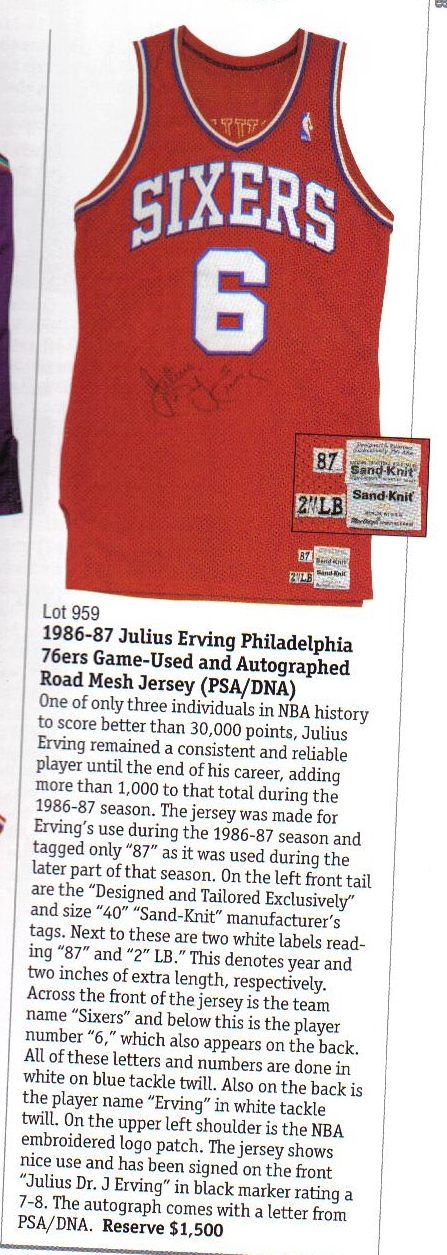 SIXERS
6
Julius
Erving
87
Sand-Knit
2" LB
Sand-Knit
87
Sand-Knit
2" LB
Sand-Knit
Lot 959
1986-87 Julius Erving Philadelphia
76ers Game-Used and Autographed
Road Mesh Jersey (PSA/DNA)
One of only three individuals in NBA history
to score better than 30,000 points, Julius
Erving remained a consistent and reliable
player until the end of his career, adding
more than 1,000 to that total during the
1986-87 season. The jersey was made for
Erving's use during the 1986-87 season and
tagged only "87" as it was used during the
later part of that season. On the left front tail
are the "Designed and Tailored Exclusively"
and size "40" "Sand-Knit" manufacturer's
tags. Next to these are two white labels read-
ing "87" and "2" LB." This denotes year and
two inches of extra length, respectively.
Across the front of the jersey is the team
name "Sixers" and below this is the player
number "6," which also appears on the back.
All of these letters and numbers are done in
white on blue tackle twill. Also on the back is
the player name "Erving" in white tackle
twill. On the upper left shoulder is the NBA
embroidered logo patch. The jersey shows
nice use and has been signed on the front
"Julius Dr. J Erving" in black marker rating a
7-8. The autograph comes with a letter from
PSA/DNA. Reserve $1,500